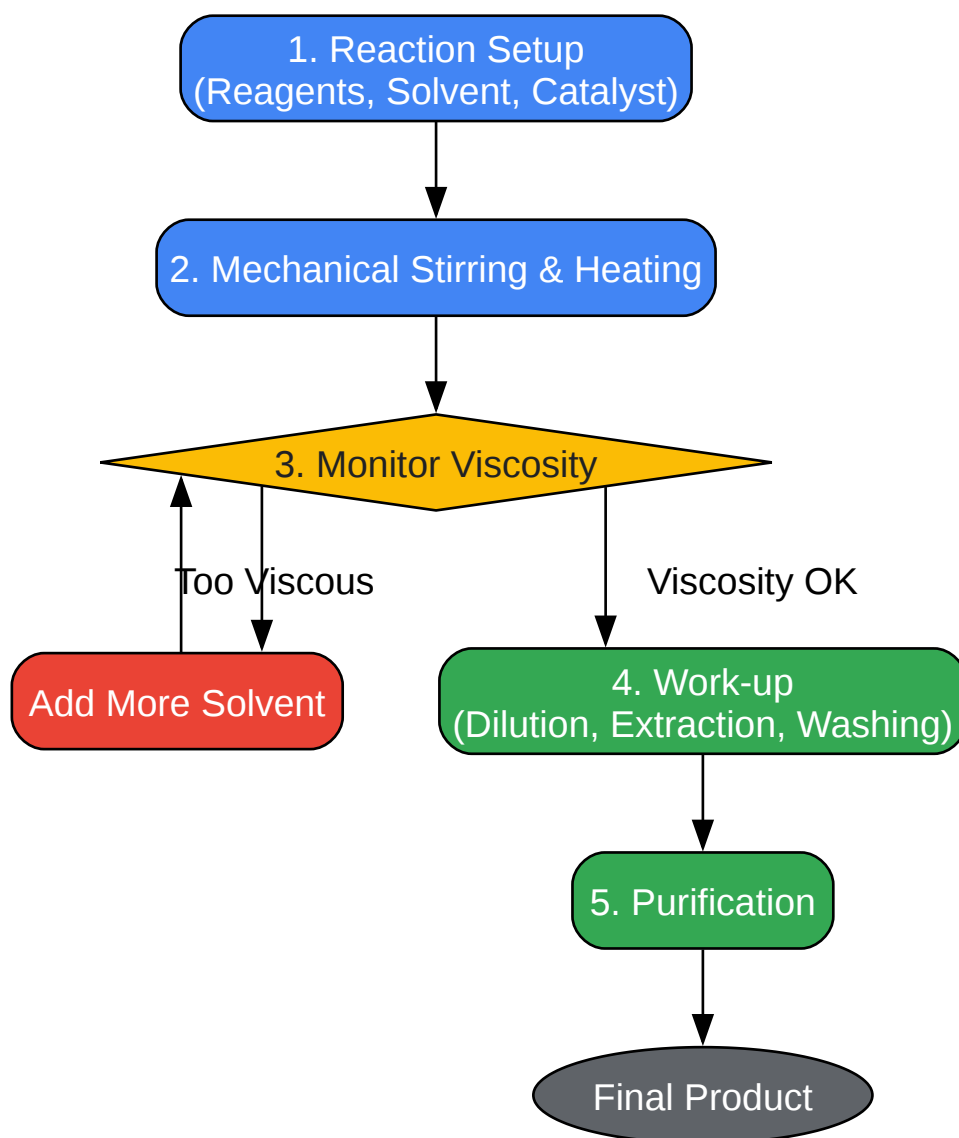 1. Reaction Setup
(Reagents, Solvent, Catalyst)
2. Mechanical Stirring & Heating
3. Monitor Viscosity
Too Viscous
Viscosity OK
Add More Solvent
4. Work-up
(Dilution, Extraction, Washing)
5. Purification
Final Product